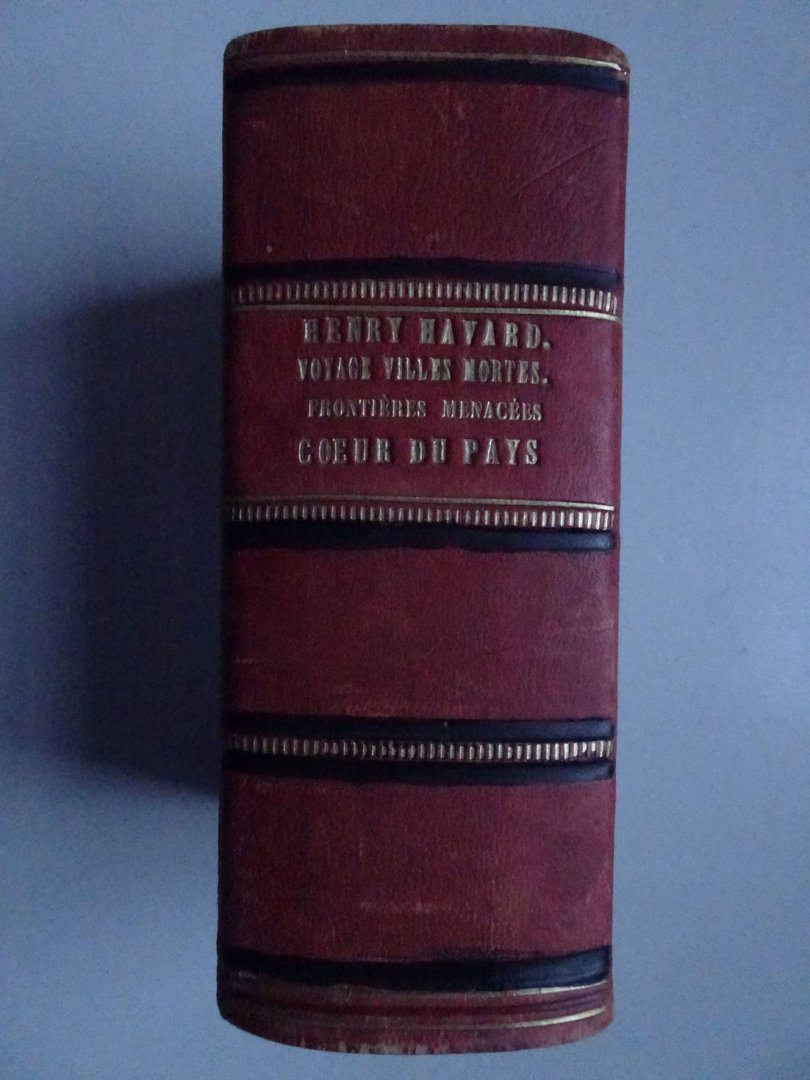 HENRY HAVARD.
VOYAGE VILLES MORTES.
FRONTIÈRES MENACÉES
COEUR DU PAYS